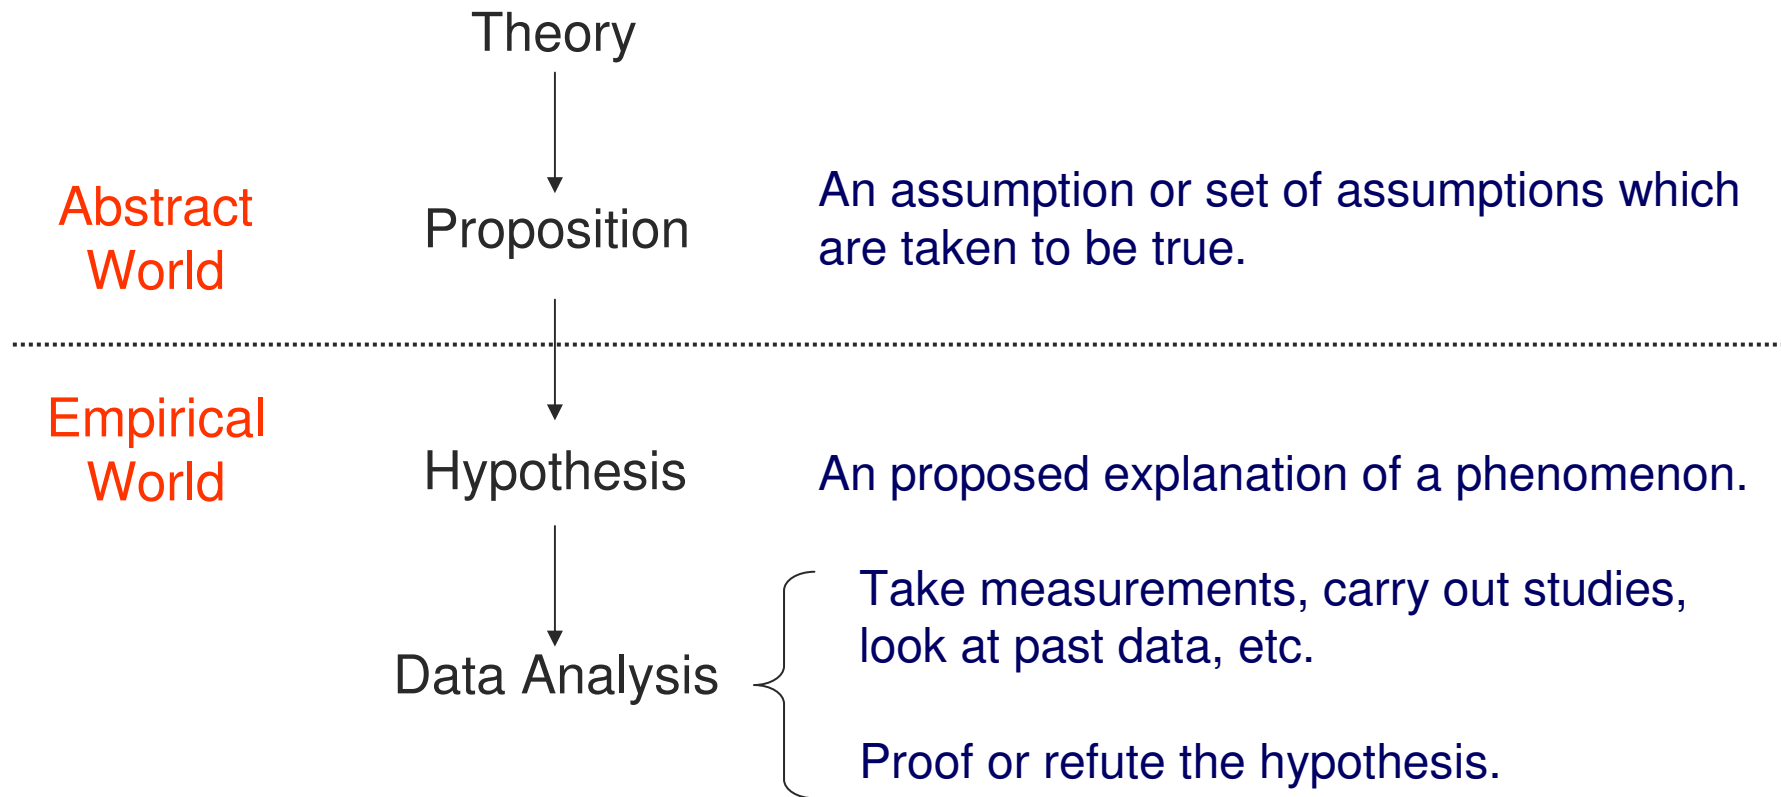 Theory
Abstract
World
Proposition
An assumption or set of assumptions which
are taken to be true.
Empirical
World
Hypothesis
An proposed explanation of a phenomenon.
Data Analysis
Take measurements, carry out studies,
look at past data, etc.
Proof or refute the hypothesis.